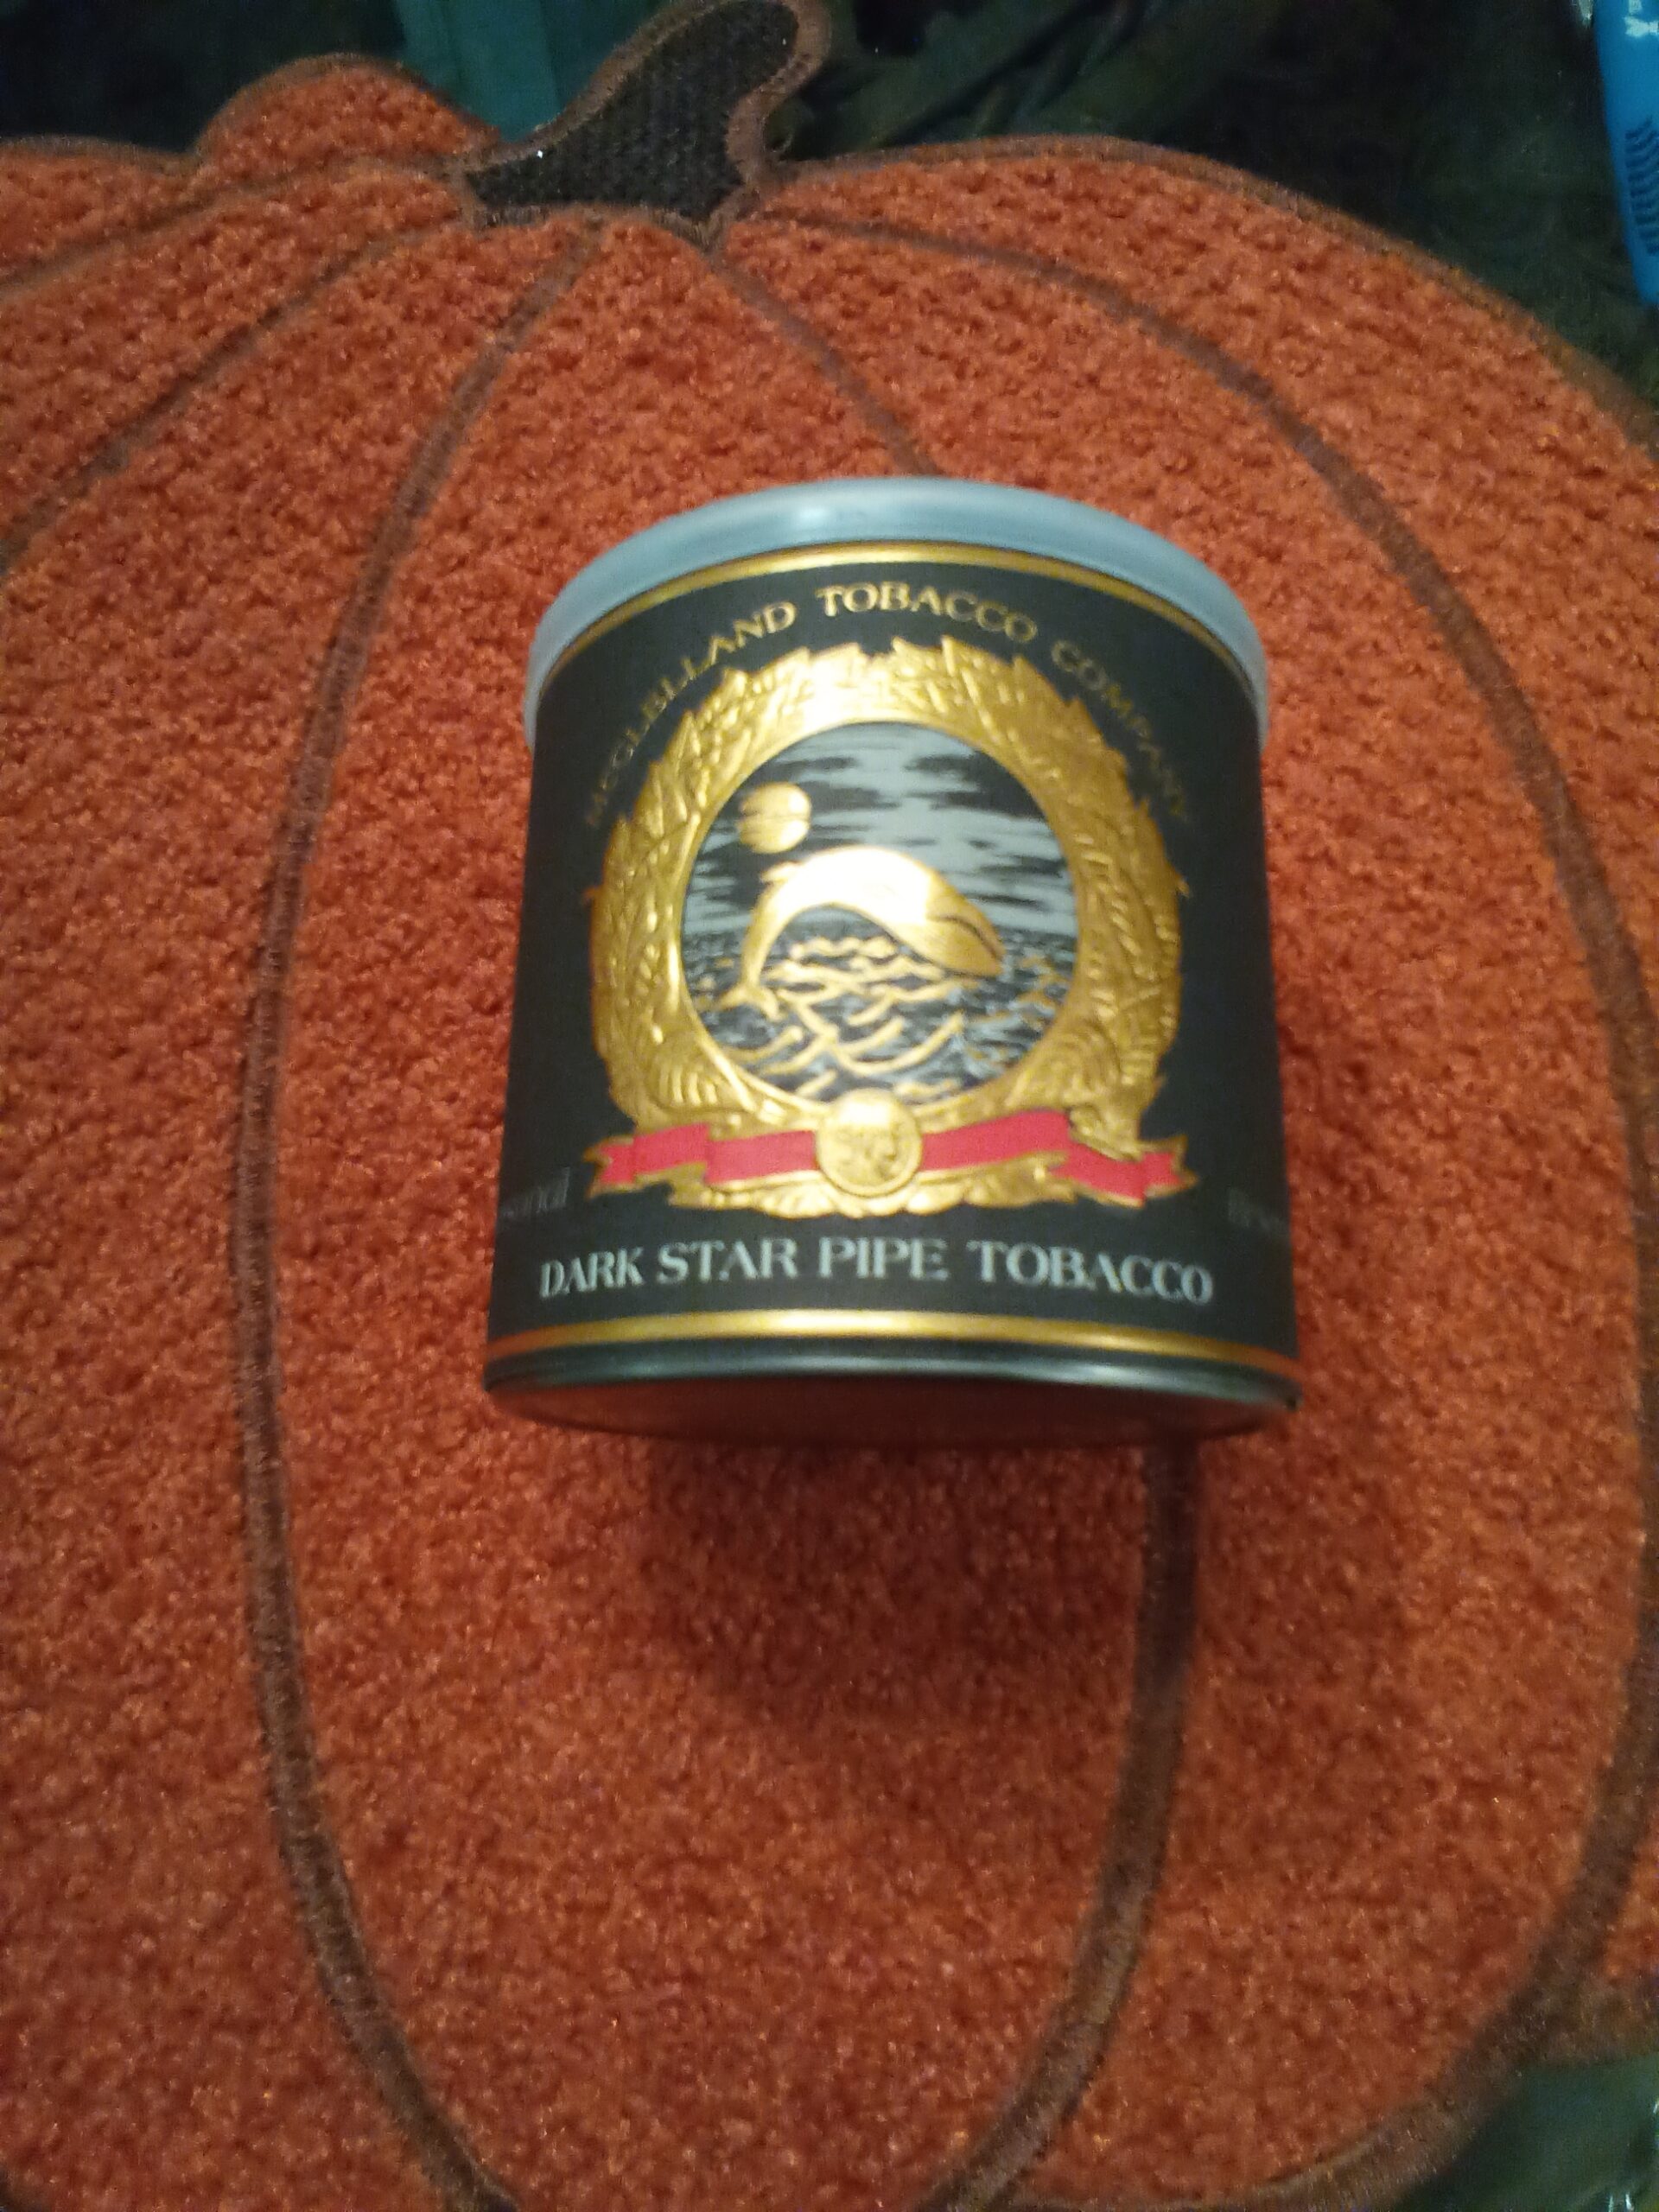 McCLELLAND TOBACCO COMPANY
DARK STAR PIPE TOBACCO